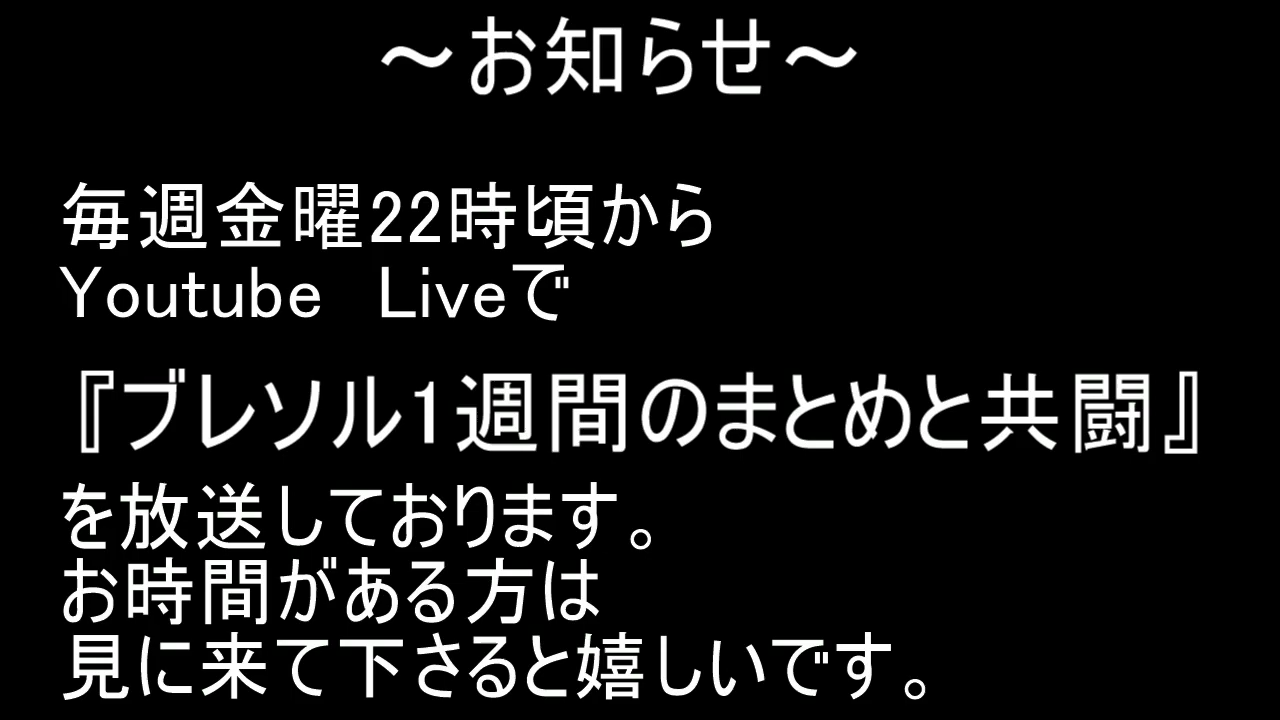 ～お知らせ～
毎週金曜22時頃から
Youtube　Liveで
『ブレソル1週間のまとめと共闘』
を放送しております。
お時間がある方は
見に来て下さると嬉しいです。